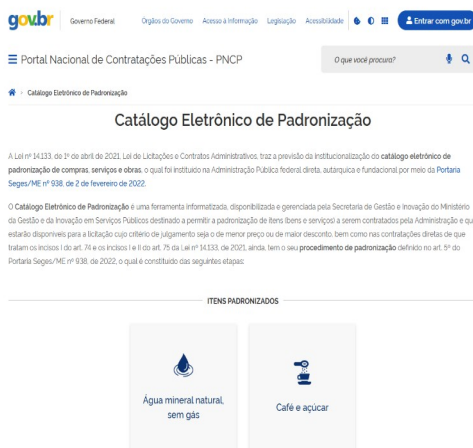 gov.br Governo Federal Órgãos do Governo Acesso à Informação Legislação Acessibilidade Entrar com gov.br
Portal Nacional de Contratações Públicas - PNCP O que você procura?
Catálogo Eletrônico de Padronização
Catálogo Eletrônico de Padronização
A Lei nº 14.133, de 1º de abril de 2021, Lei de Licitações e Contratos Administrativos, traz a previsão da institucionalização do catálogo eletrônico de
padronização de compras, serviços e obras, o qual foi instituído na Administração Pública federal direta, autárquica e fundacional por meio da Portaria
Seges/ME nº 938, de 2 de fevereiro de 2022.
O Catálogo Eletrônico de Padronização é uma ferramenta informatizada, disponibilizada e gerenciada pela Secretaria de Gestão e Inovação do Ministério
da Gestão e da Inovação em Serviços Públicos destinado a permitir a padronização de itens (bens e serviços) a serem contratados pela Administração e que
estarão disponíveis para a licitação cujo critério de julgamento seja o de menor preço ou de maior desconto, bem como nas contratações diretas de que
tratam os incisos I do art. 74 e os incisos I e II do art. 75 da Lei nº 14.133, de 2021, ainda, tem o seu procedimento de padronização definido no art. 5º do
Portaria Seges/ME nº 938, de 2022, o qual é constituído das seguintes etapas:
ITENS PADRONIZADOS
Água mineral natural,
sem gás
Café e açúcar